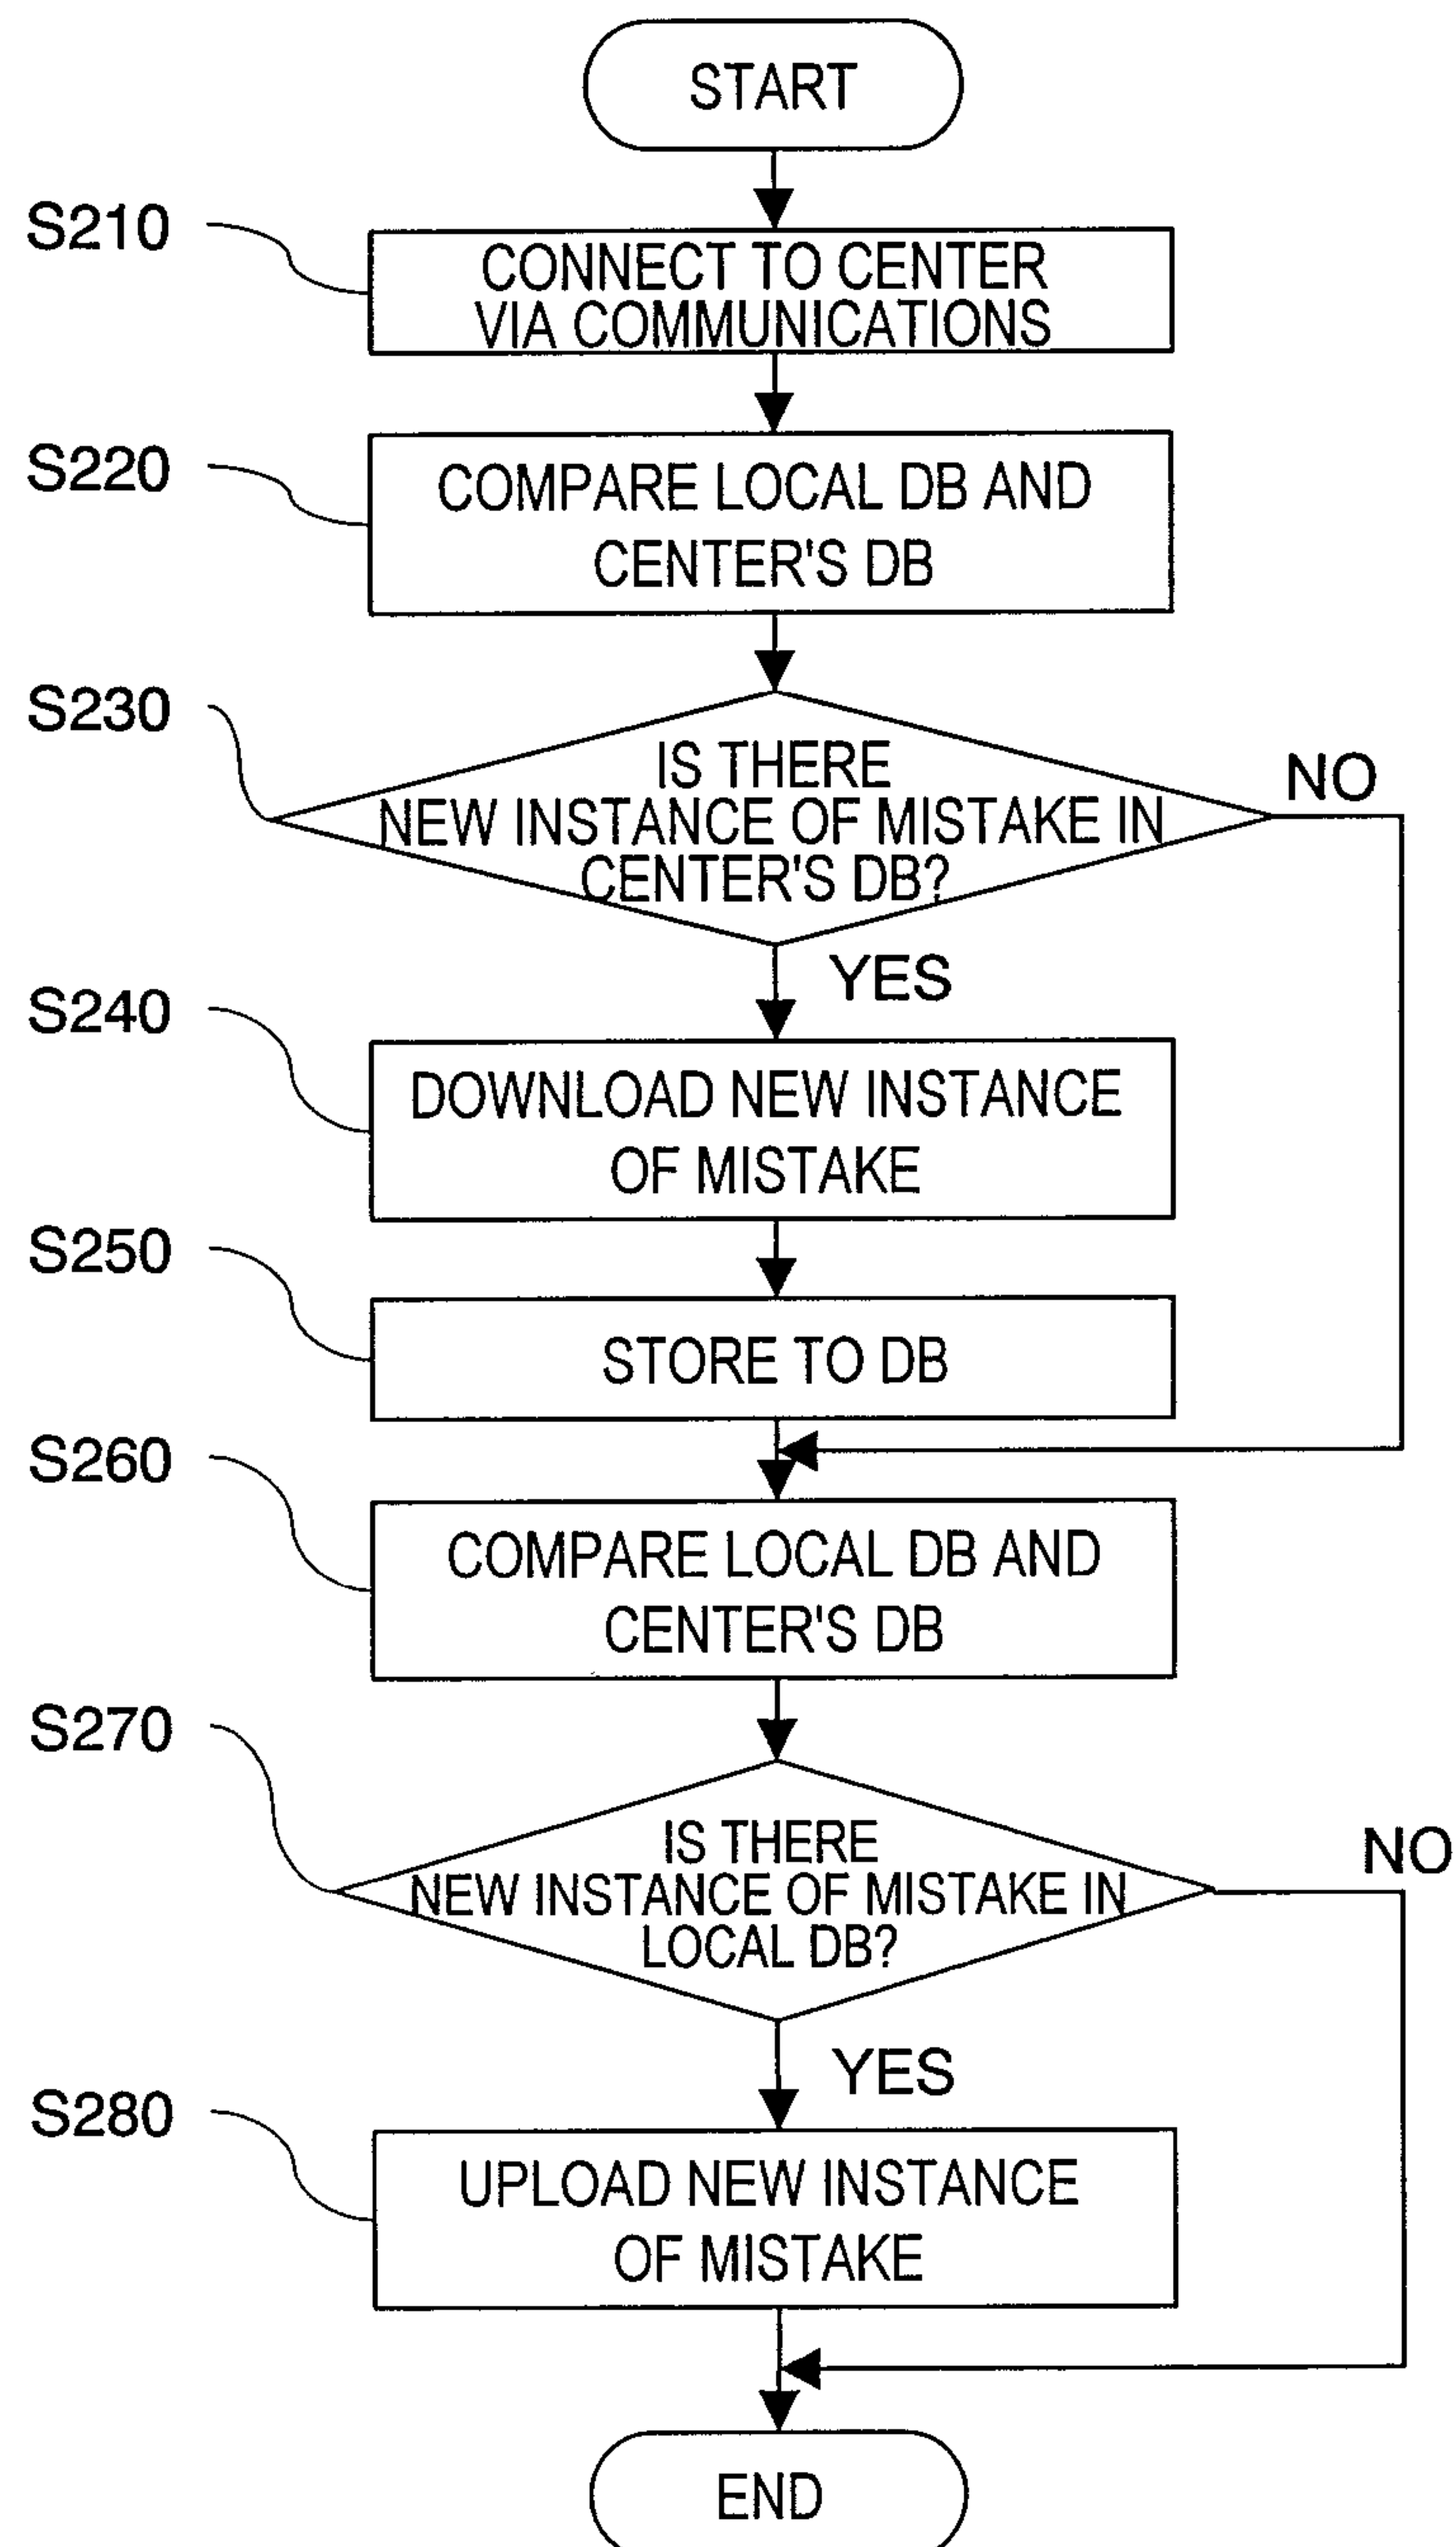 START
S210
CONNECT TO CENTER
VIA COMMUNICATIONS
S220
COMPARE LOCAL DB AND
CENTER'S DB
S230
IS THERE
NEW INSTANCE OF MISTAKE IN
CENTER'S DB?
NO
YES
S240
DOWNLOAD NEW INSTANCE
OF MISTAKE
S250
STORE TO DB
S260
COMPARE LOCAL DB AND
CENTER'S DB
S270
IS THERE
NEW INSTANCE OF MISTAKE IN
LOCAL DB?
NO
YES
S280
UPLOAD NEW INSTANCE
OF MISTAKE
END